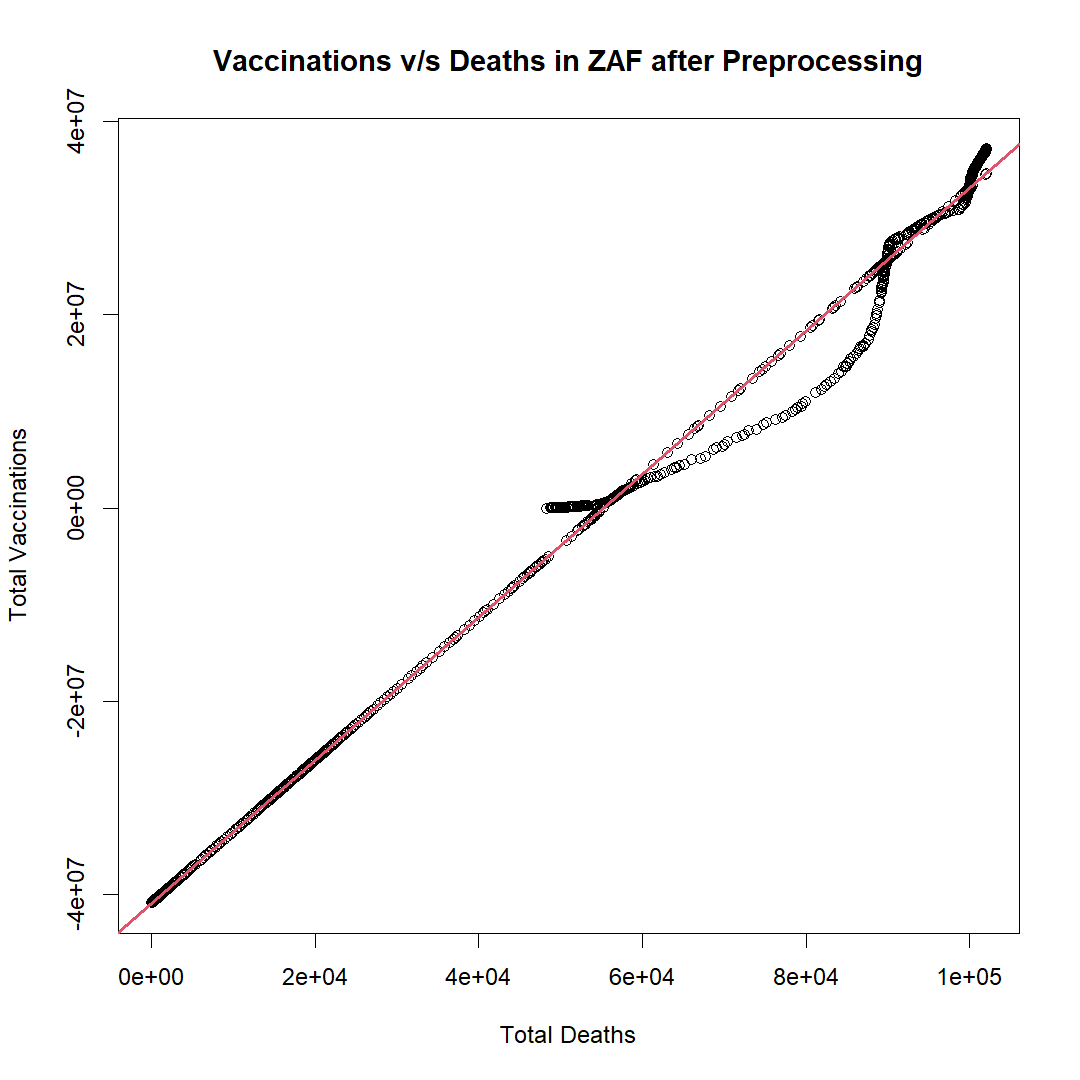 Vaccinations v/s Deaths in ZAF after Preprocessing
Total Vaccinations
4e+07
2e+07
0e+00
-2e+07
-4e+07
0e+00 2e+04 4e+04 6e+04 8e+04 1e+05
Total Deaths